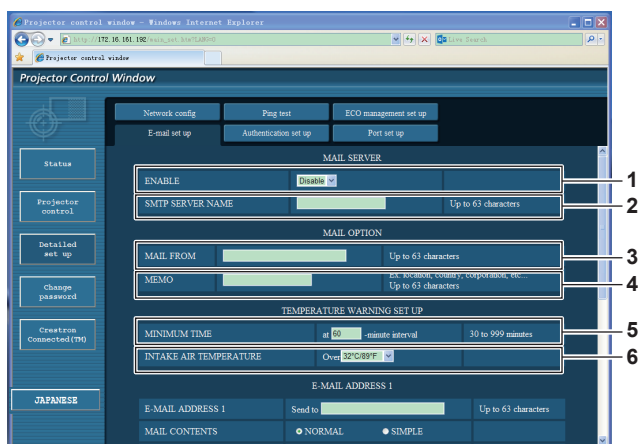 Projector control window - Windows Internet Explorer
http://172.16.161.192/main_set.htm?LANG=E
Live Search
Projector control window
Projector Control Window
Network config Ping test ECO management set up
E-mail set up Authentication set up Port set up
Status
Projector control
Detailed set up
Change password
Crestron Connected(TM)
JAPANESE
MAIL SERVER
ENABLE Disable 1
SMTP SERVER NAME Up to 63 characters 2
MAIL OPTION
MAIL FROM Up to 63 characters 3
MEMO Ex. location, country, corporation, etc... 4
Up to 63 characters
TEMPERATURE WARNING SET UP
MINIMUM TIME at 60 -minute interval 30 to 999 minutes 5
INTAKE AIR TEMPERATURE Over 32°C/89°F 6
E-MAIL ADDRESS 1
E-MAIL ADDRESS 1 Send to Up to 63 characters
MAIL CONTENTS NORMAL SIMPLE